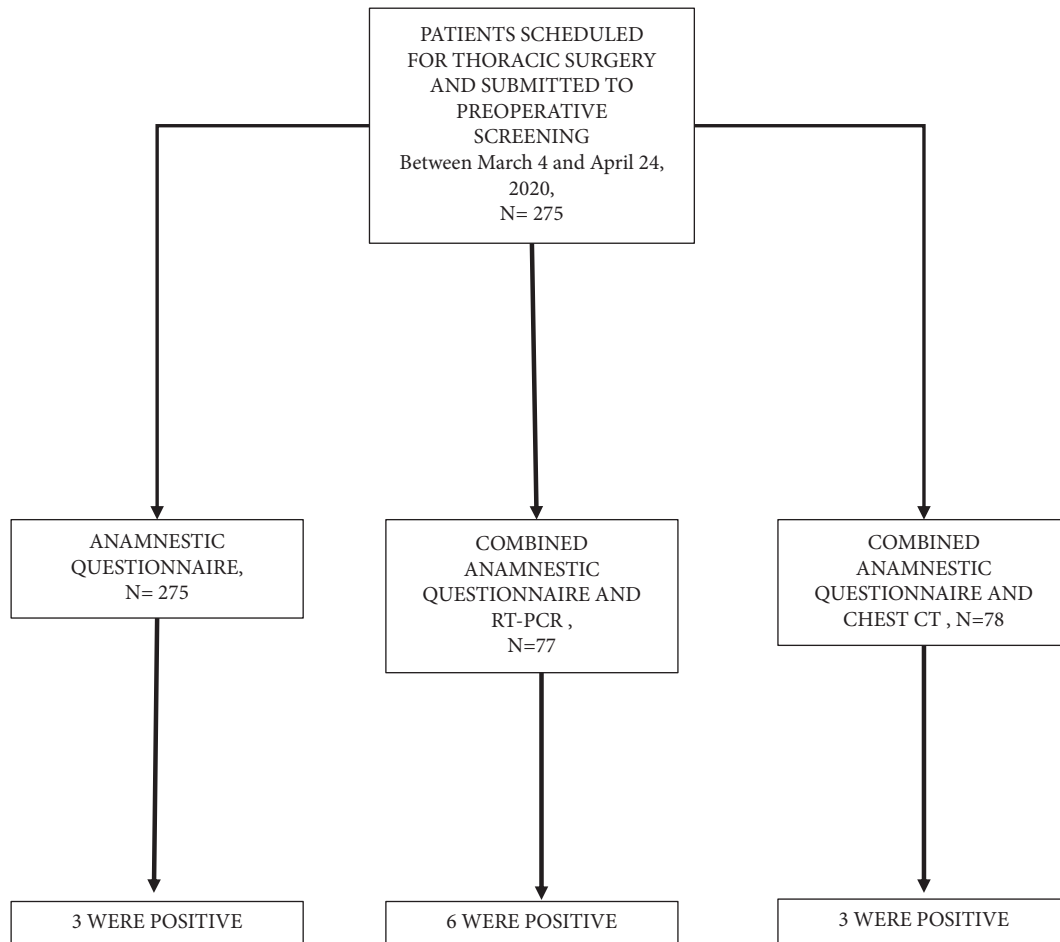 PATIENTS SCHEDULED
FOR THORACIC SURGERY
AND SUBMITTED TO
PREOPERATIVE
SCREENING
Between March 4 and April 24,
2020,
N= 275
ANAMNESTIC
QUESTIONNAIRE,
N= 275
COMBINED
ANAMNESTIC
QUESTIONNAIRE AND
RT-PCR ,
N=77
COMBINED
ANAMNESTIC
QUESTIONNAIRE AND
CHEST CT , N=78
3 WERE POSITIVE
6 WERE POSITIVE
3 WERE POSITIVE